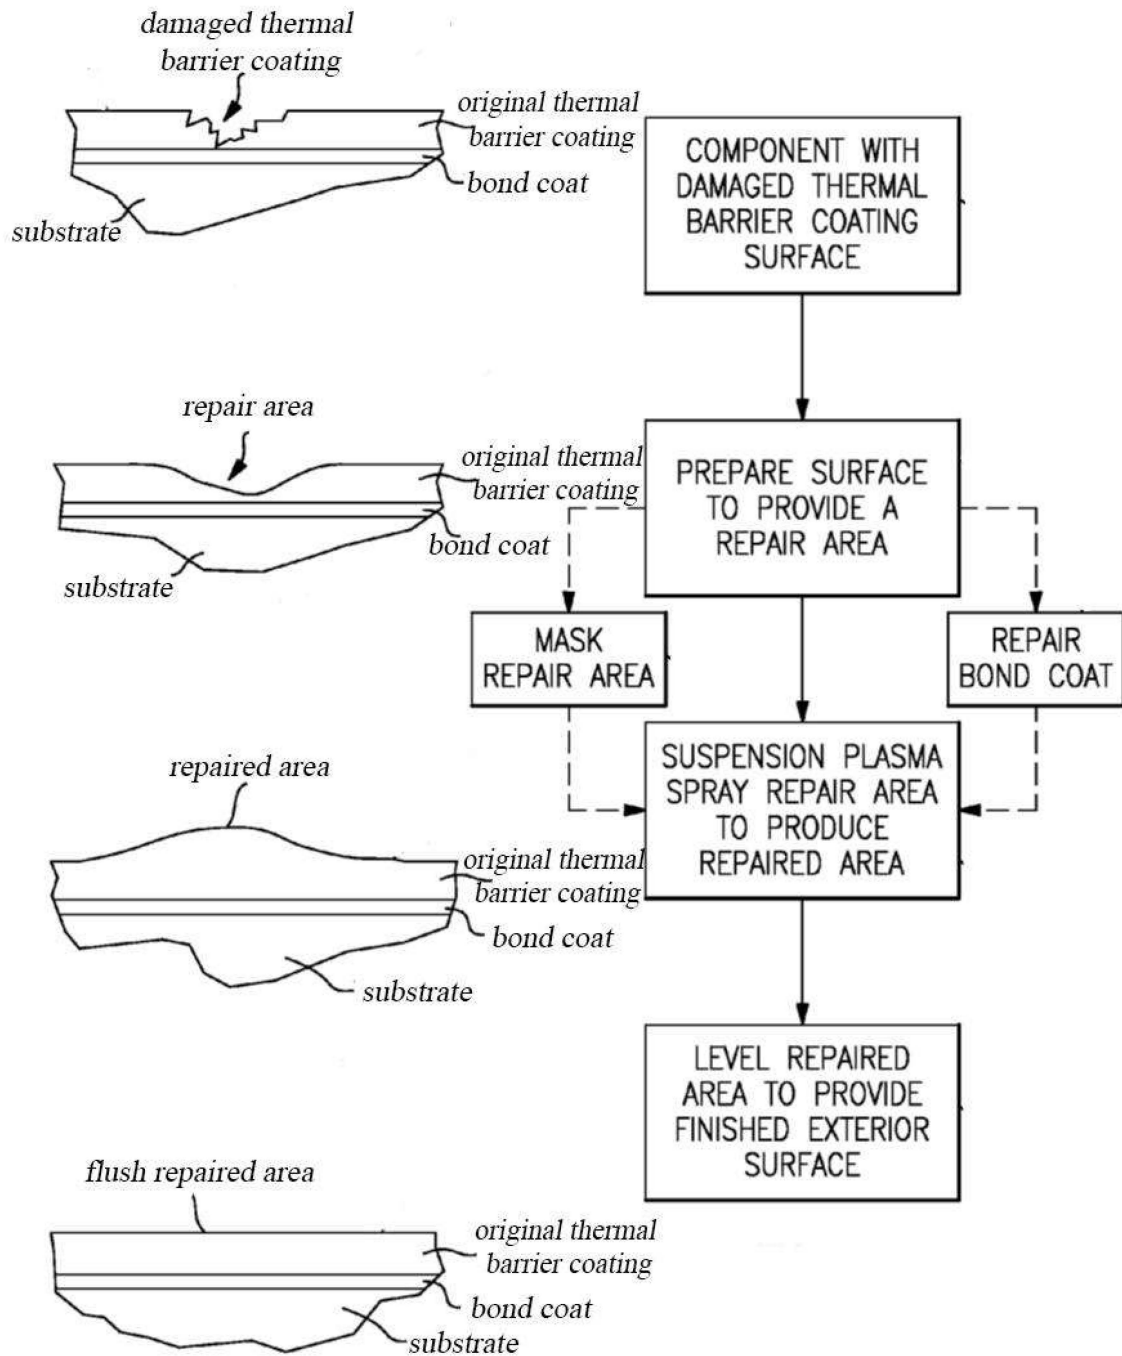 damaged thermal
barrier coating
original thermal
barrier coating
bond coat
substrate
COMPONENT WITH
DAMAGED THERMAL
BARRIER COATING
SURFACE
repair area
original thermal
barrier coating
bond coat
substrate
PREPARE SURFACE
TO PROVIDE A
REPAIR AREA
MASK
REPAIR AREA
REPAIR
BOND COAT
repaired area
original thermal
barrier coating
bond coat
substrate
SUSPENSION PLASMA
SPRAY REPAIR AREA
TO PRODUCE
REPAIRED AREA
LEVEL REPAIRED
AREA TO PROVIDE
FINISHED EXTERIOR
SURFACE
flush repaired area
original thermal
barrier coating
bond coat
substrate